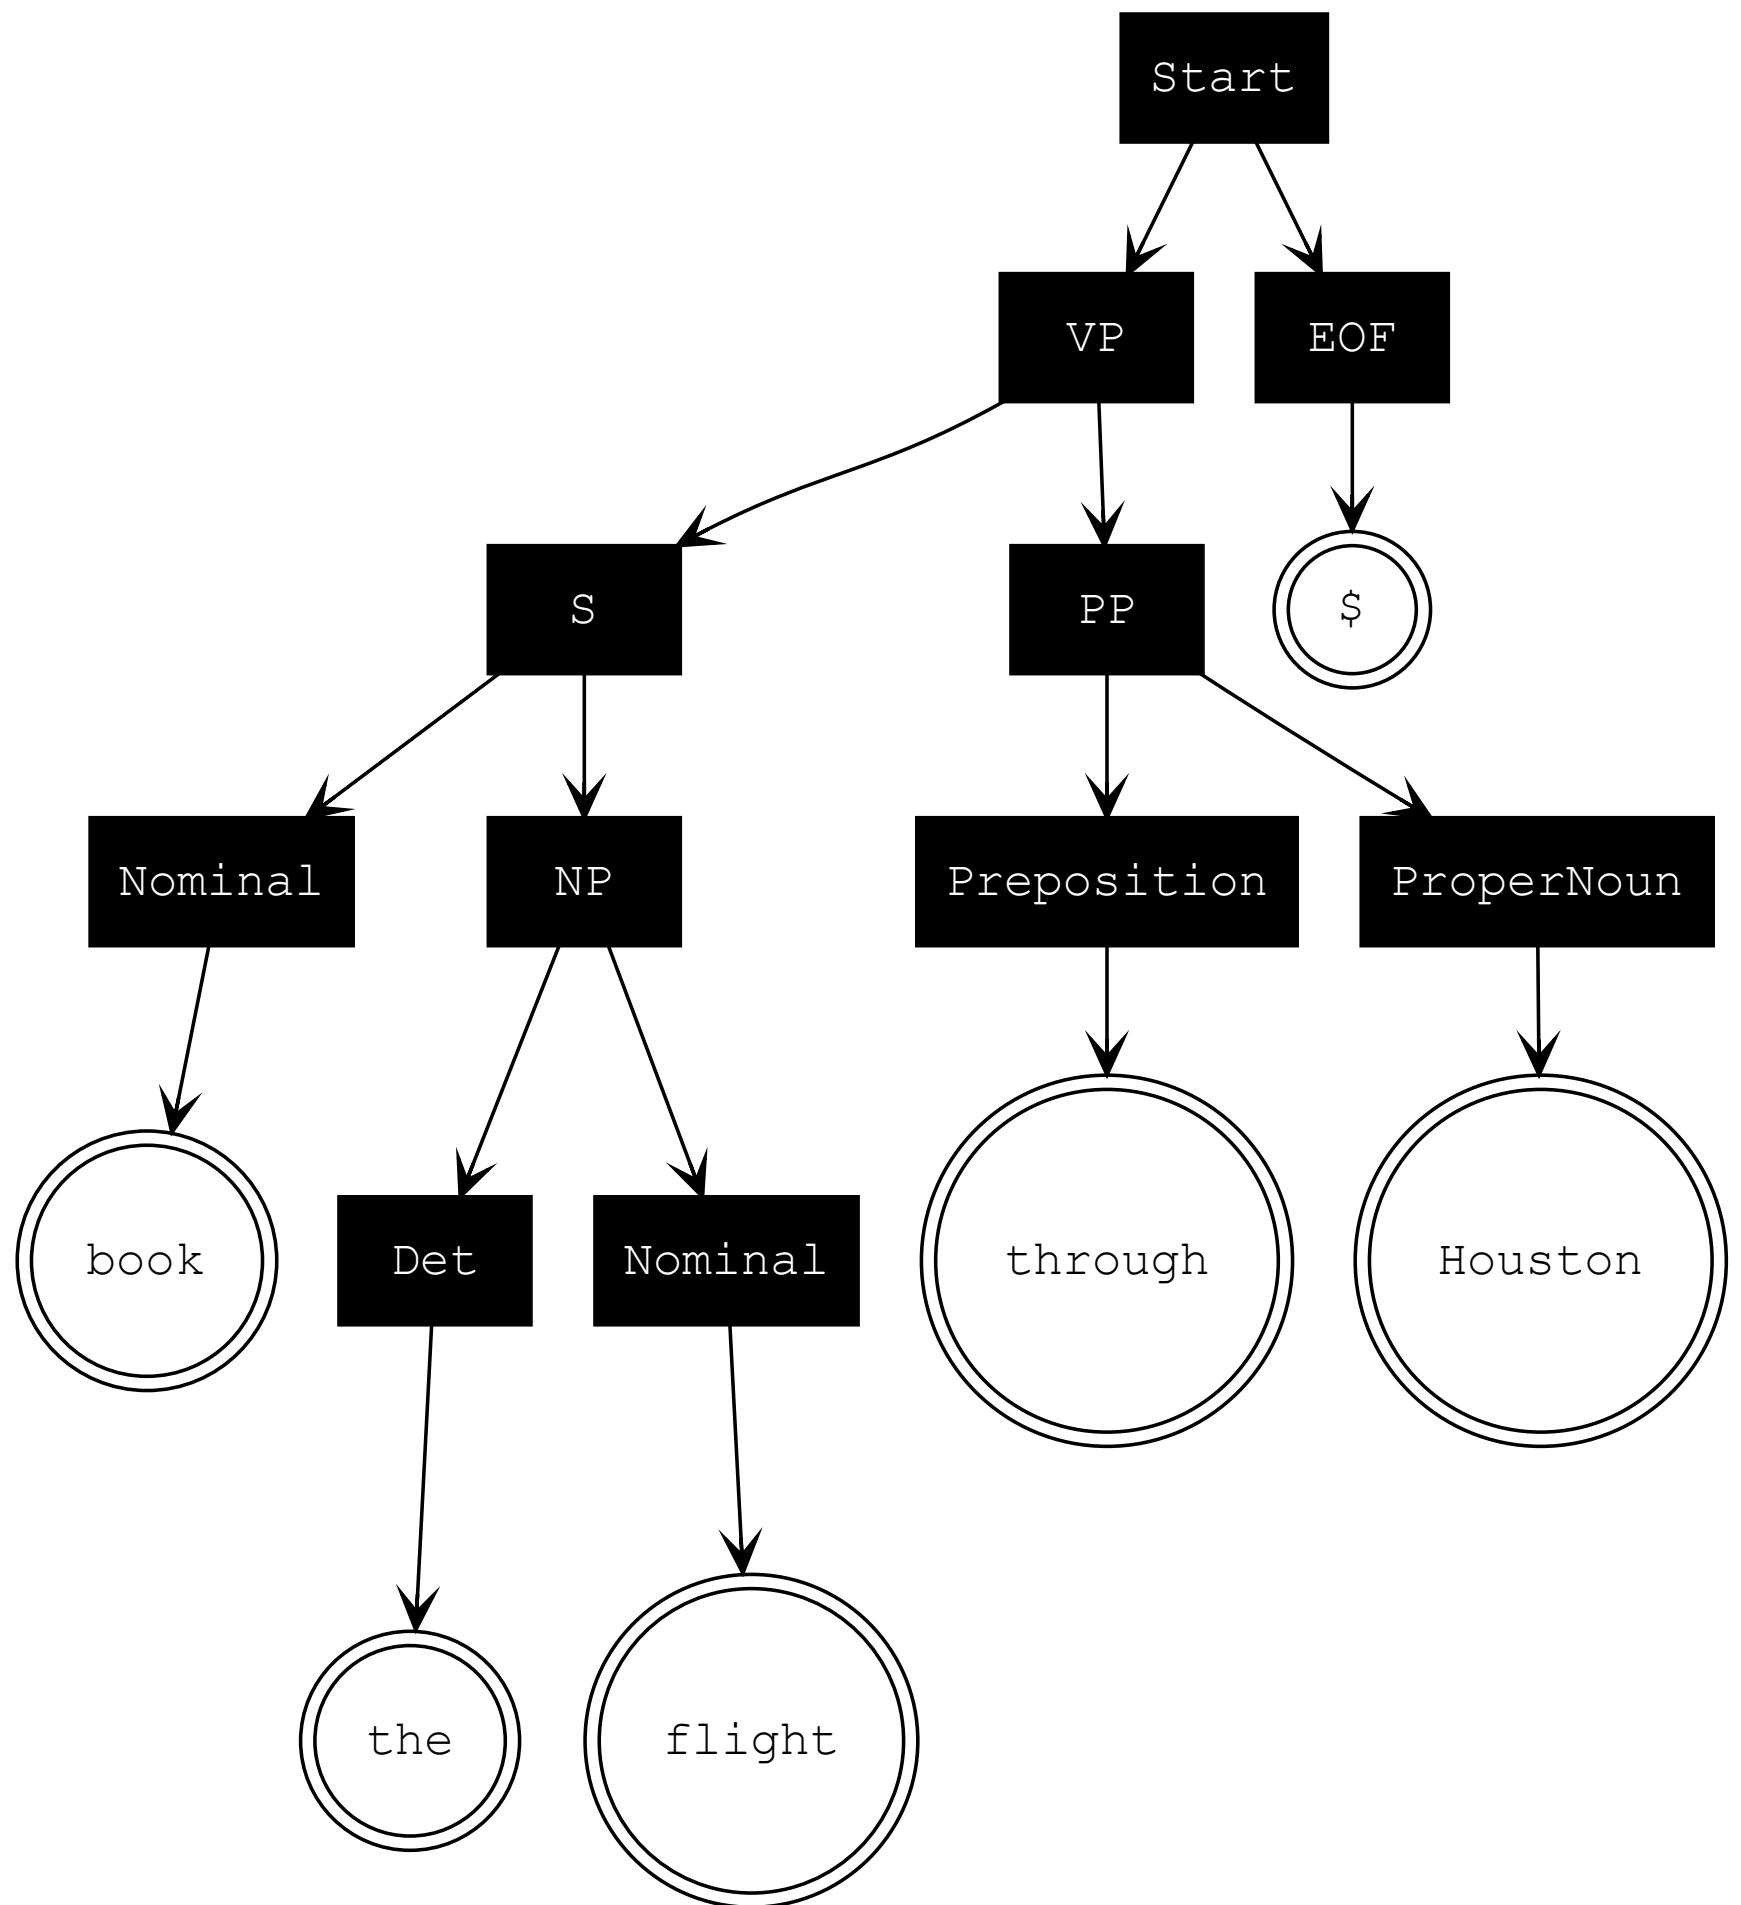 Start
VP EOF
S PP $
Nominal NP Preposition ProperNoun
book Det Nominal through Houston
the flight